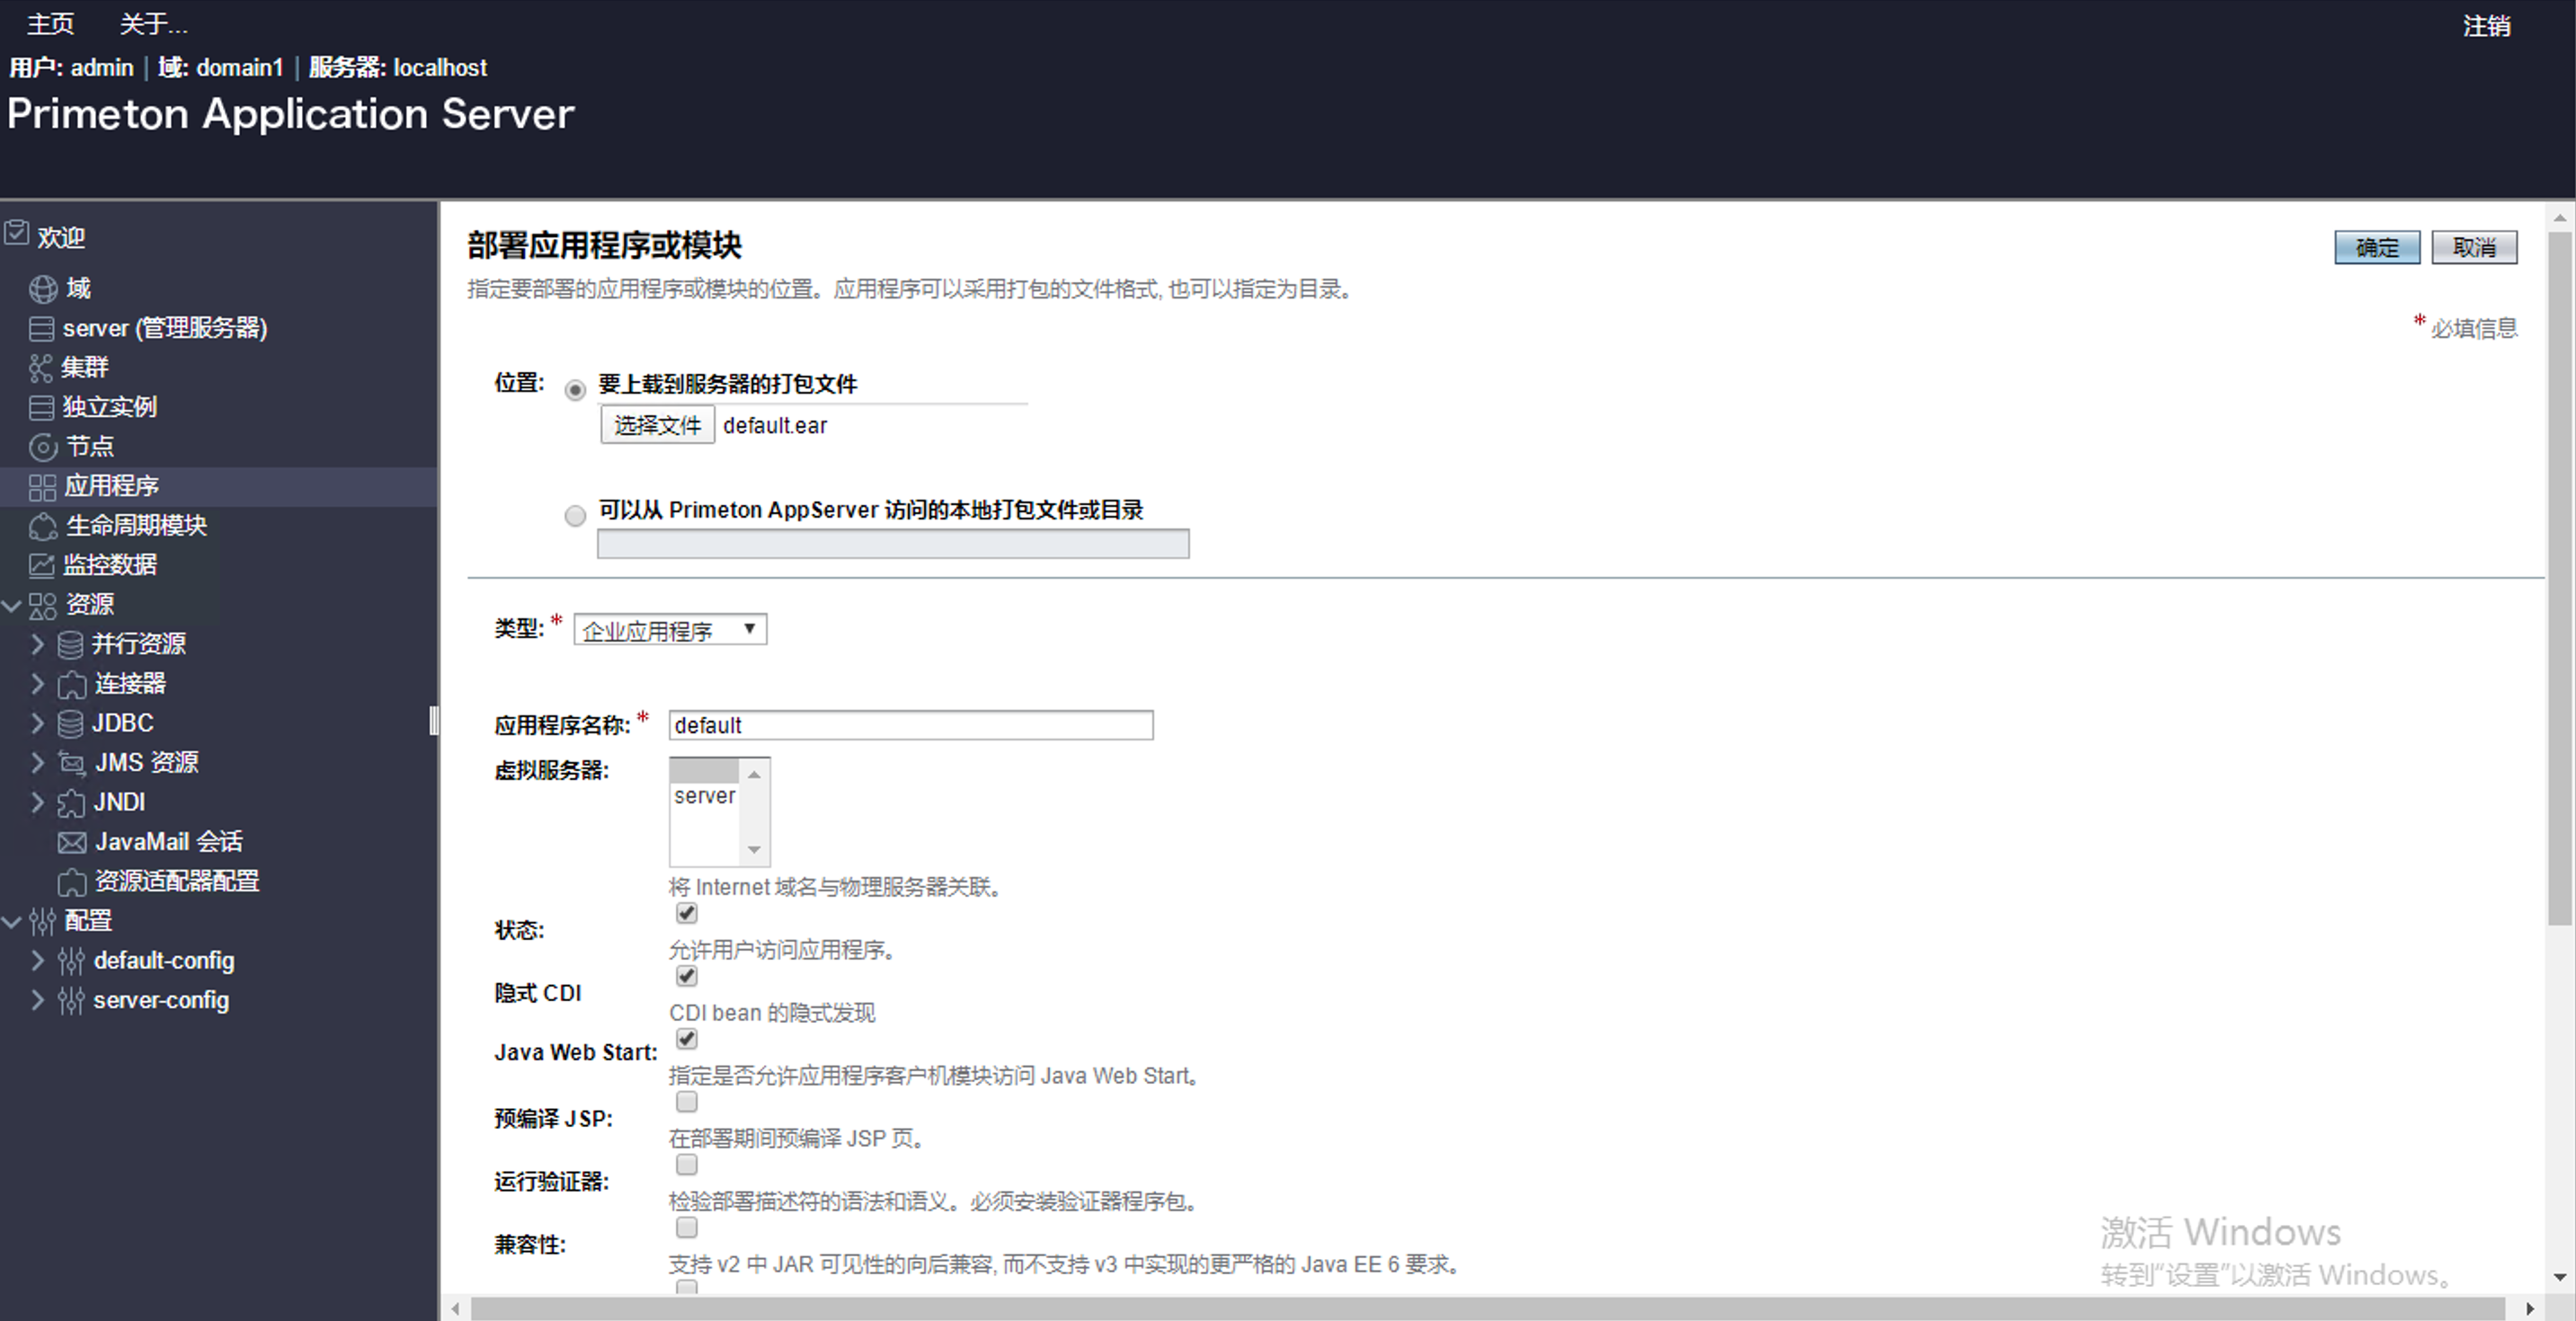 主页 关于... 注销
用户: admin | 域: domain1 | 服务器: localhost
Primeton Application Server
欢迎
域
server (管理服务器)
集群
独立实例
节点
应用程序
生命周期模块
监控数据
资源
并行资源
连接器
JDBC
JMS 资源
JNDI
JavaMail 会话
资源适配器配置
配置
default-config
server-config
部署应用程序或模块
确定 取消
指定要部署的应用程序或模块的位置。应用程序可以采用打包的文件格式, 也可以指定为目录。
* 必填信息
位置: 要上载到服务器的打包文件
选择文件 default.ear
可以从 Primeton AppServer 访问的本地打包文件或目录
类型: * 企业应用程序
应用程序名称: * default
虚拟服务器:
server
将 Internet 域名与物理服务器关联。
状态:
允许用户访问应用程序。
隐式 CDI
CDI bean 的隐式发现
Java Web Start:
指定是否允许应用程序客户机模块访问 Java Web Start。
预编译 JSP:
在部署期间预编译 JSP 页。
运行验证器:
检验部署描述符的语法和语义。必须安装验证器程序包。
兼容性:
支持 v2 中 JAR 可见性的向后兼容, 而不支持 v3 中实现的更严格的 Java EE 6 要求。
激活 Windows
转到“设置”以激活 Windows。